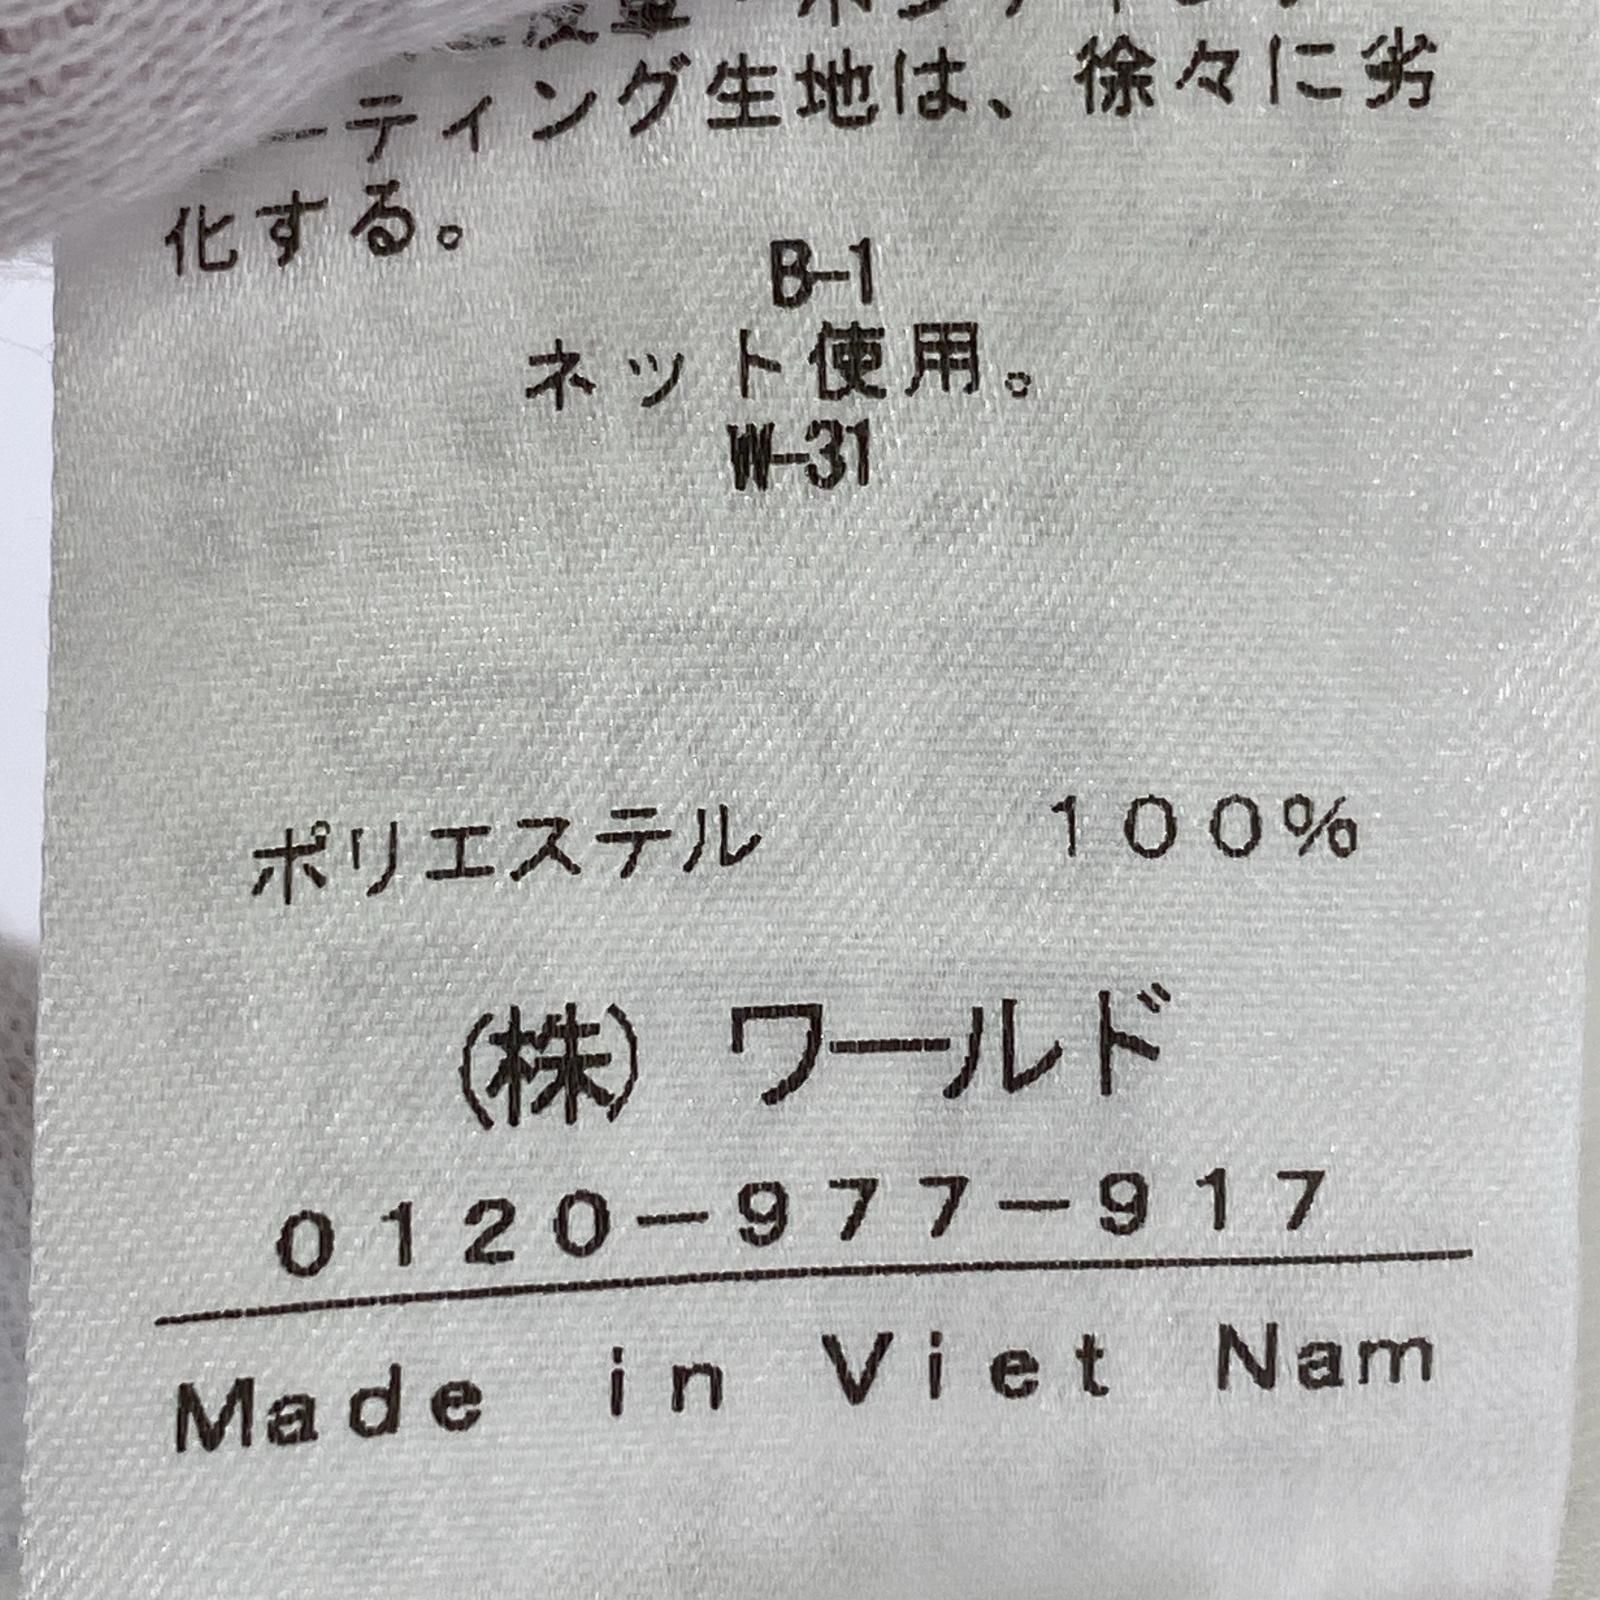 ーティング生地は、徐々に劣
化する。
B-1
ネット使用。
W-31
ポリエステル 100%
(株) ワールド
0120-977-917
Made in Viet Nam